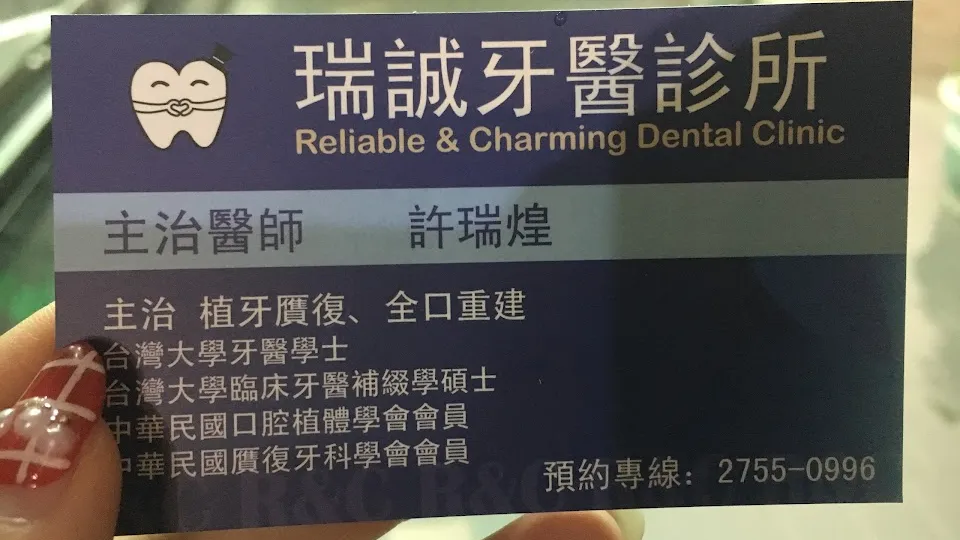 瑞誠牙醫診所
Reliable & Charming Dental Clinic
主治醫師 許瑞煌
主治 植牙贋復、全口重建
台灣大學牙醫學士
台灣大學臨床牙醫補綴學碩士
中華民國口腔植體學會會員
中華民國贋復牙科學會會員
預約專線: 2755-0996
R&C R&C